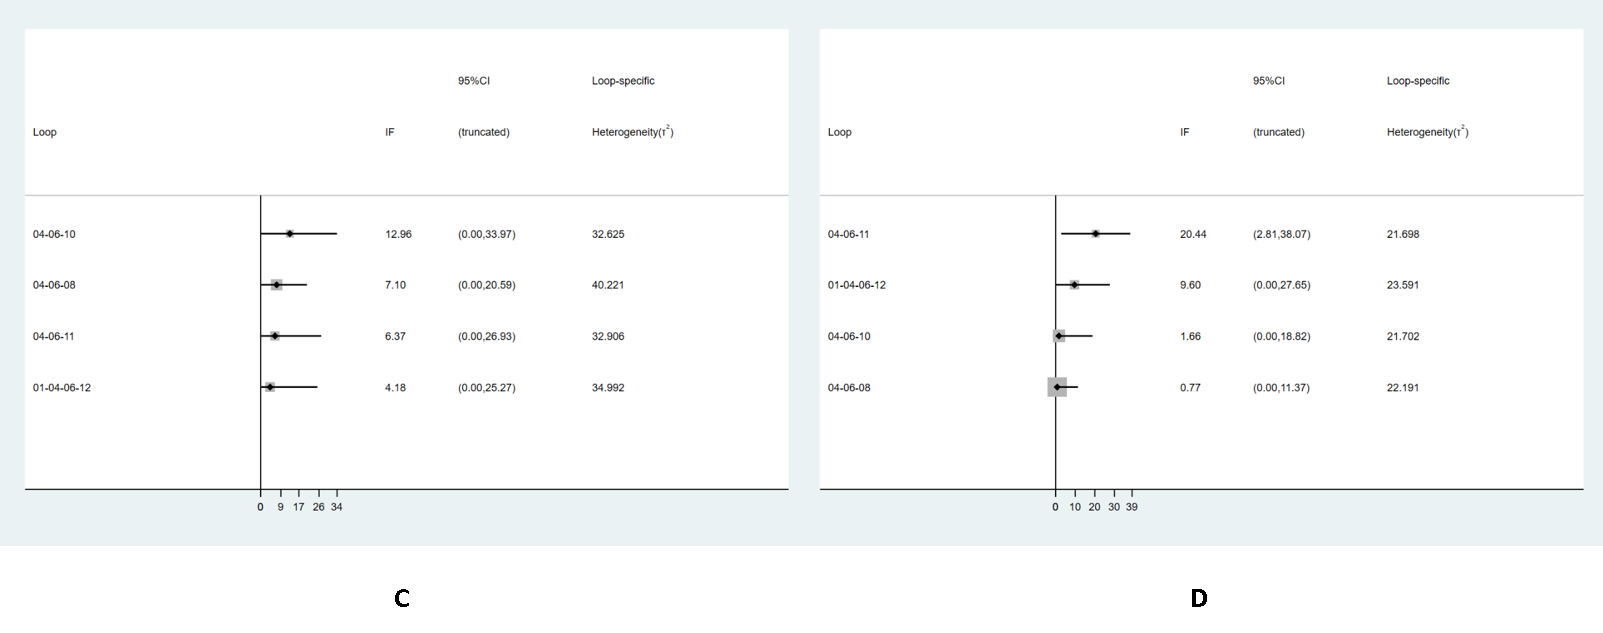 95%CI Loop-specific
Loop IF (truncated) Heterogeneity(τ²)
04-06-10 12.96 (0.00,33.97) 32.625
04-06-08 7.10 (0.00,20.59) 40.221
04-06-11 6.37 (0.00,26.93) 32.906
01-04-06-12 4.18 (0.00,25.27) 34.992
0 9 17 26 34
C
95%CI Loop-specific
Loop IF (truncated) Heterogeneity(τ²)
04-06-11 20.44 (2.81,38.07) 21.698
01-04-06-12 9.60 (0.00,27.65) 23.591
04-06-10 1.66 (0.00,18.82) 21.702
04-06-08 0.77 (0.00,11.37) 22.191
0 10 20 30 39
D